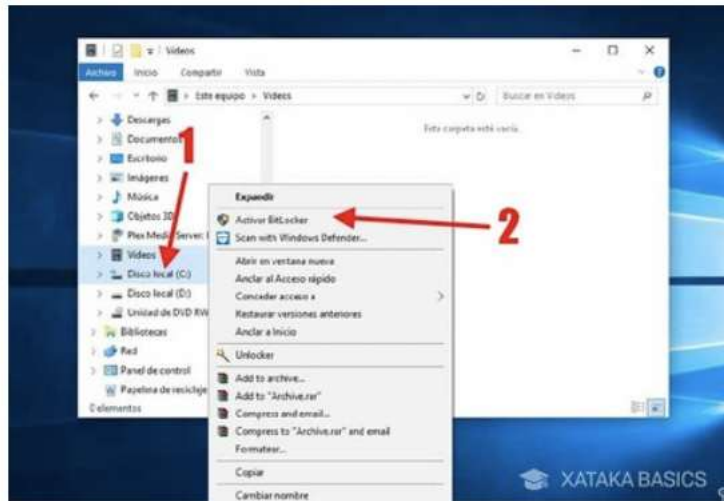 Vídeos
Archivo Inicio Compartir Vista
Este equipo > Vídeos
Buscar en Vídeos
Descargas
Esta carpeta está vacía.
Documentos
1
Escritorio
Imágenes
Música
Expandir
Objetos 3D
Activar BitLocker
2
Plex Media Server:
Scan with Windows Defender...
Vídeos
Abrir en ventana nueva
Disco local (C:)
Anclar al Acceso rápido
Disco local (D:)
Conceder acceso a
Unidad de DVD RW
Restaurar versiones anteriores
Bibliotecas
Anclar a Inicio
Red
Unlocker
Panel de control
Add to archive...
Papelera de reciclaje
Add to "Archive.rar"
0 elementos
Compress and email...
Compress to "Archive.rar" and email
Formatear...
Copiar
XATAKA BASICS
Cambiar nombre